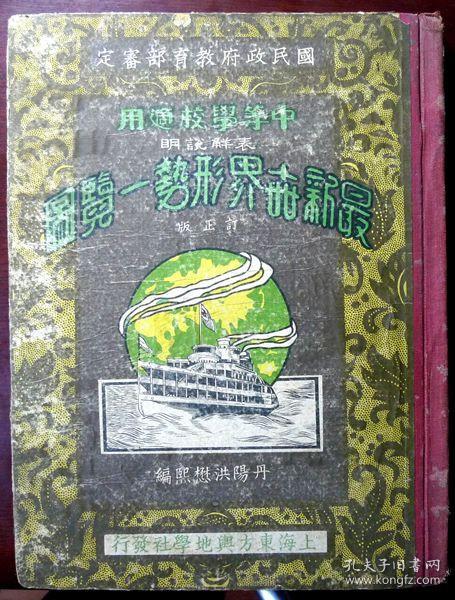 國民政府教育部審定
中等學校適用
表解說明
最新世界形勢一覽圖
訂正版
丹陽洪懋熙編
上海東方輿地學社發行
孔夫子旧书网
www.kongfz.com